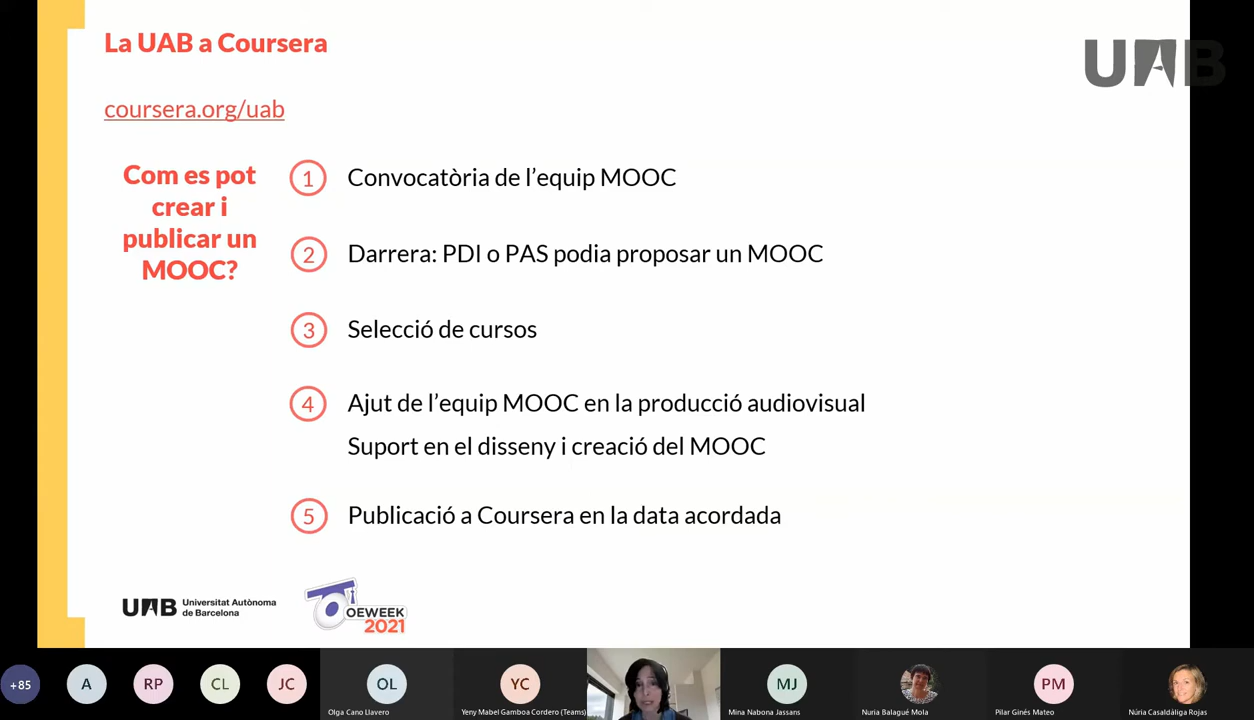 La UAB a Coursera
UAB
coursera.org/uab
Com es pot
crear i
publicar un
MOOC?
1 Convocatòria de l’equip MOOC
2 Darrera: PDI o PAS podia proposar un MOOC
3 Selecció de cursos
4 Ajut de l’equip MOOC en la producció audiovisual
Suport en el disseny i creació del MOOC
5 Publicació a Coursera en la data acordada
UAB Universitat Autònoma
de Barcelona
OEWEEK
2021
+85
A
RP
CL
JC
OL
YC
MJ
PM
Olga Cano Llavero
Yeny Mabel Gamboa Cordero (Teams)
Mina Nabona Jassans
Nuria Balagué Mola
Pilar Ginés Mateo
Núria Casaldàliga Rojas